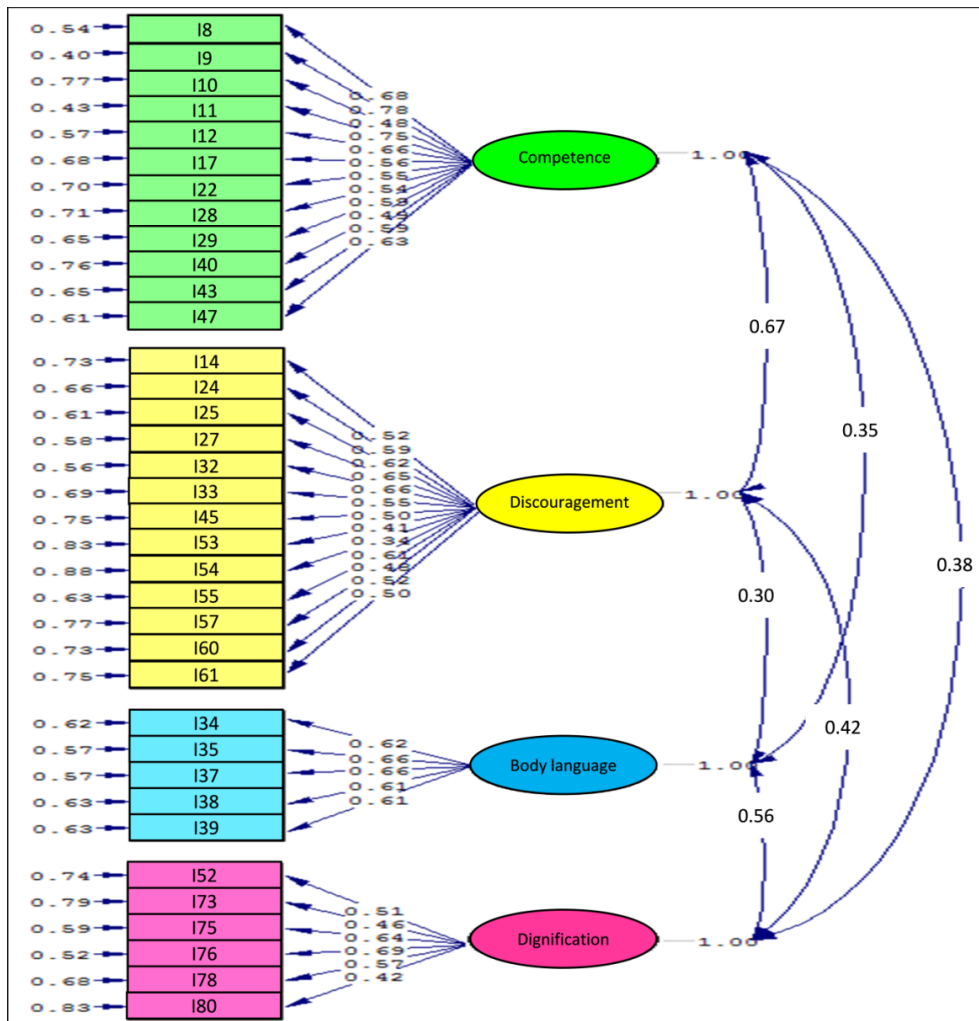 0.54 I8
0.40 I9
0.77 I10
0.43 I11
0.57 I12
0.68 I17
0.70 I22
0.71 I28
0.65 I29
0.76 I40
0.65 I43
0.61 I47
0.68
0.78
0.48
0.75
0.66
0.56
0.55
0.54
0.59
0.49
0.59
0.63
Competence 1.00
0.67
0.35
0.38
0.73 I14
0.66 I24
0.61 I25
0.58 I27
0.56 I32
0.69 I33
0.75 I45
0.83 I53
0.88 I54
0.63 I55
0.77 I57
0.73 I60
0.75 I61
0.52
0.59
0.62
0.65
0.66
0.55
0.50
0.41
0.34
0.61
0.48
0.52
0.50
Discouragement 1.00
0.30
0.42
0.62 I34
0.57 I35
0.57 I37
0.63 I38
0.63 I39
0.62
0.66
0.66
0.61
0.61
Body language 1.00
0.56
0.74 I52
0.79 I73
0.59 I75
0.52 I76
0.68 I78
0.83 I80
0.51
0.46
0.64
0.69
0.57
0.42
Dignification 1.00